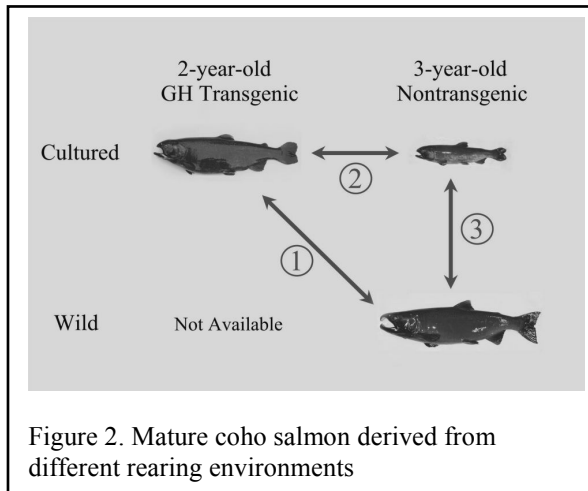 2-year-old 3-year-old
GH Transgenic Nontransgenic
Cultured
②
③
①
Wild Not Available
Figure 2. Mature coho salmon derived from
different rearing environments